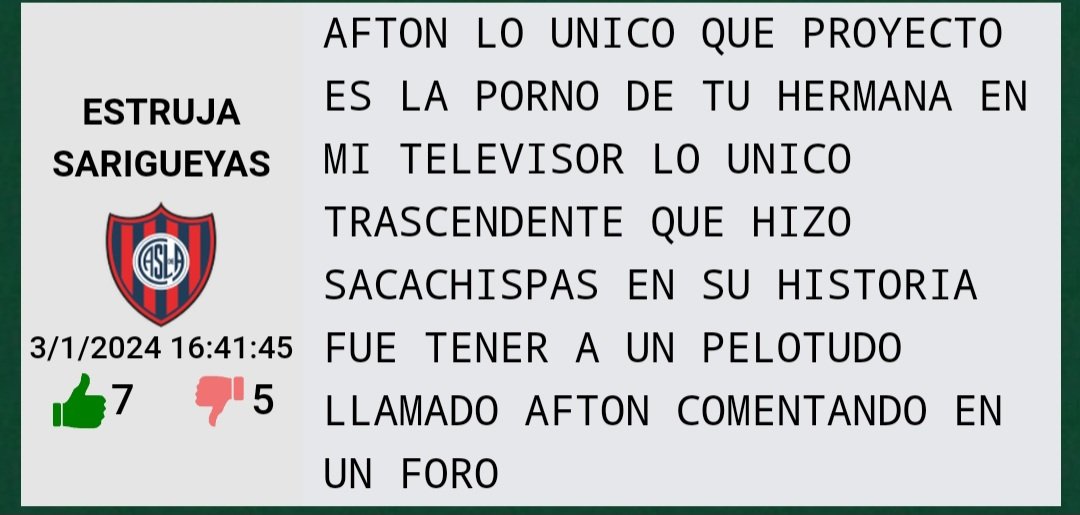 ESTRUJA
SARIGUEYAS
CASLA
3/1/2024 16:41:45
7 5
AFTON LO UNICO QUE PROYECTO
ES LA PORNO DE TU HERMANA EN
MI TELEVISOR LO UNICO
TRASCENDENTE QUE HIZO
SACACHISPAS EN SU HISTORIA
FUE TENER A UN PELOTUDO
LLAMADO AFTON COMENTANDO EN
UN FORO